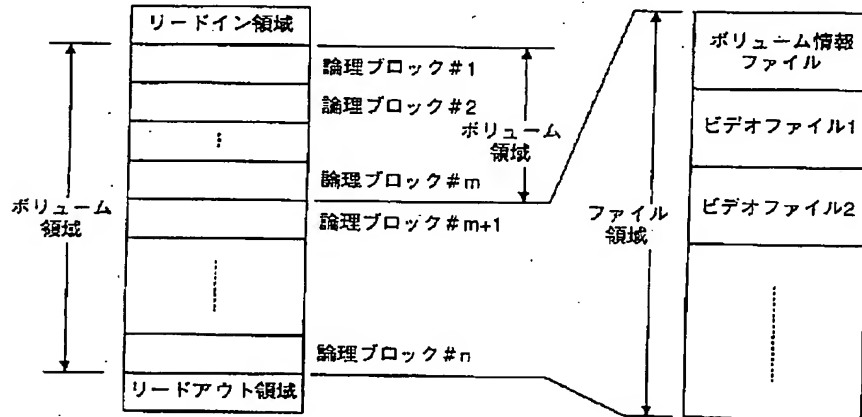 リードイン領域
論理ブロック#1
論理ブロック#2
論理ブロック#m
論理ブロック#m+1
論理ブロック#n
リードアウト領域
ボリューム
領域
ボリューム
領域
ファイル
領域
ボリューム情報
ファイル
ビデオファイル1
ビデオファイル2